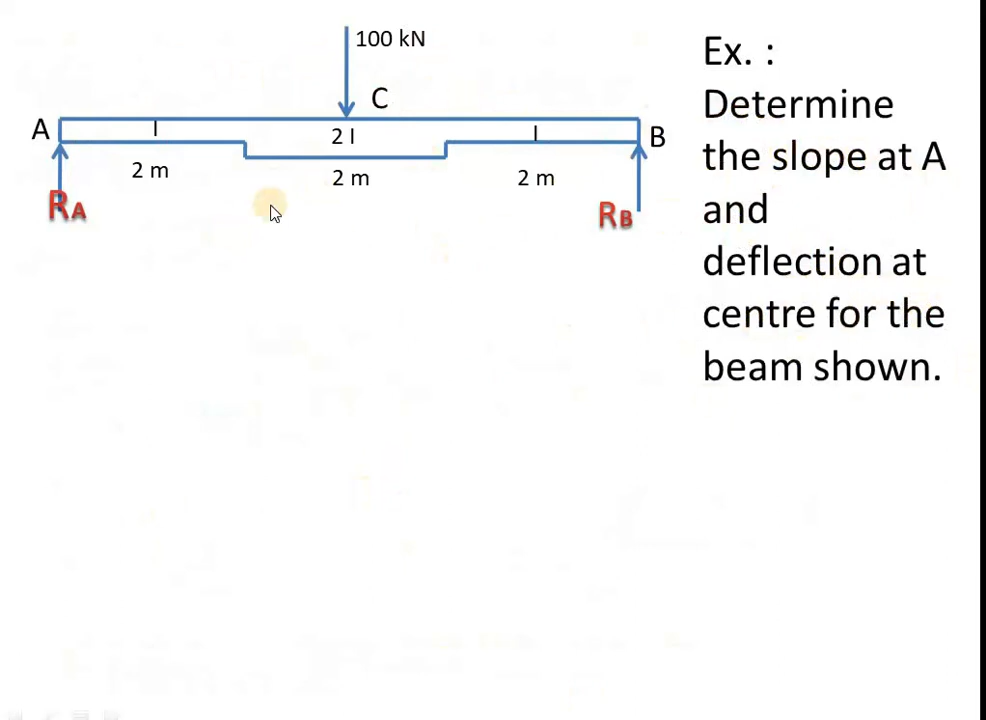 100 kN
C
A
I
2 I
I
B
2 m
2 m
2 m
RA
RB
Ex. :
Determine
the slope at A
and
deflection at
centre for the
beam shown.